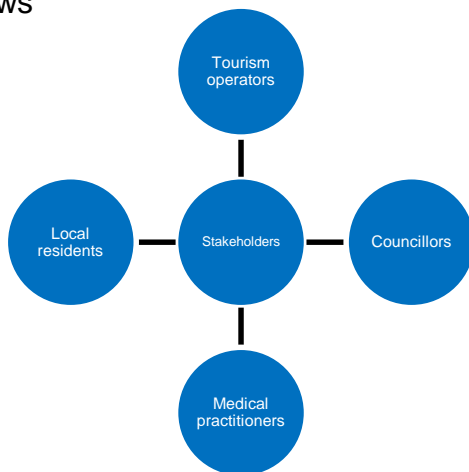 ws
Tourism
operators
Local
residents
Stakeholders
Councillors
Medical
practitioners